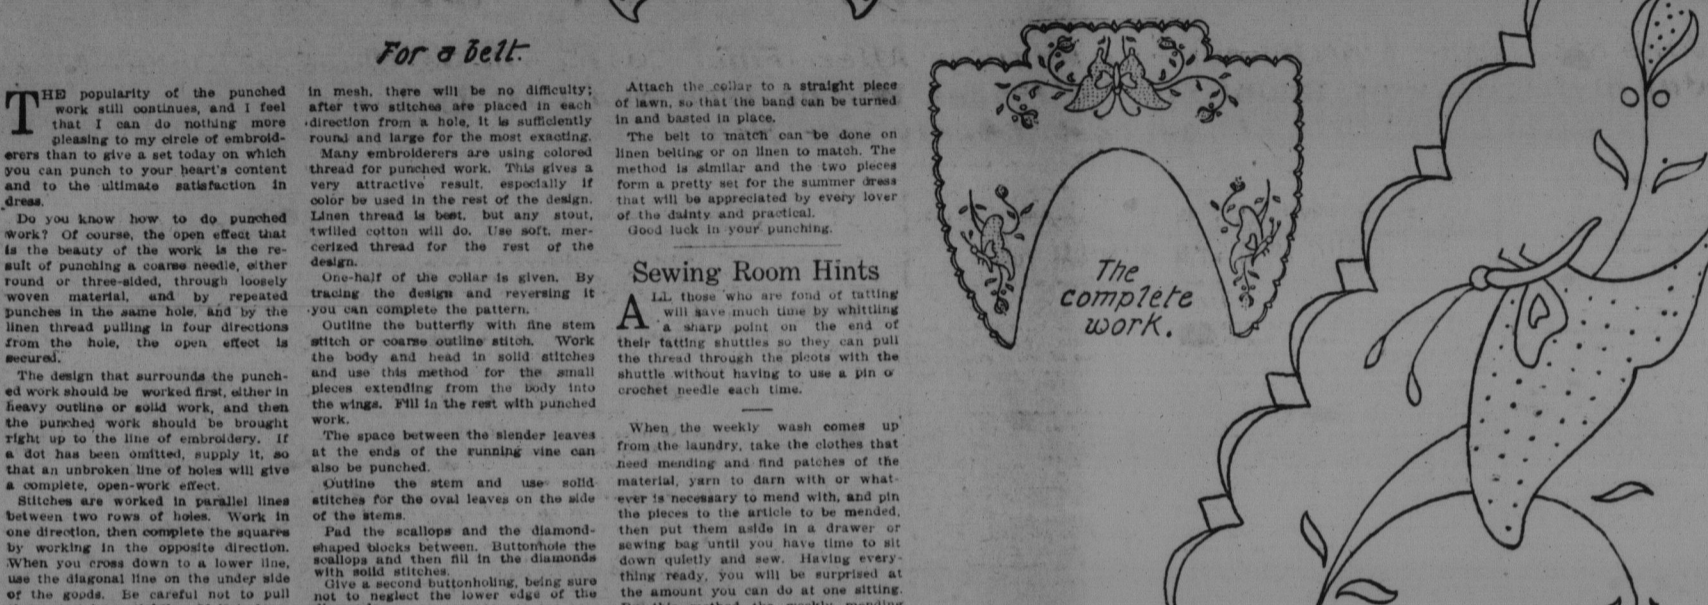 For a belt.
THE popularity of the punched
work still continues, and I feel
that I can do nothing more
pleasing to my circle of embroid-
erers than to give a set today on which
you can punch to your heart's content
and to the ultimate satisfaction in
dress.
Do you know how to do punched
work? Of course, the open effect that
is the beauty of the work is the re-
sult of punching a coarse needle, either
round or three-sided, through loosely
woven material, and by repeated
punches in the same hole, and by the
linen thread pulling in four directions
from the hole, the open effect is
secured.
The design that surrounds the punch-
ed work should be worked first, either in
heavy outline or solid work, and then
the punched work should be brought
right up to the line of embroidery. If
a dot has been omitted, supply it, so
that an unbroken line of holes will give
a complete, open-work effect.
Stitches are worked in parallel lines
between two rows of holes. Work in
one direction, then complete the squares
by working in the opposite direction.
When you cross down to a lower line,
use the diagonal line on the under side
of the goods. Be careful not to pull
in mesh, there will be no difficulty;
after two stitches are placed in each
direction from a hole, it is sufficiently
round and large for the most exacting.
Many embroiderers are using colored
thread for punched work. This gives a
very attractive result, especially if
color be used in the rest of the design.
Linen thread is best, but any stout,
twilled cotton will do. Use soft, mer-
cerized thread for the rest of the
design.
One-half of the collar is given. By
tracing the design and reversing it
you can complete the pattern.
Outline the butterfly with fine stem
stitch or coarse outline stitch. Work
the body and head in solid stitches
and use this method for the small
pieces extending from the body into
the wings. Fill in the rest with punched
work.
The space between the slender leaves
at the ends of the running vine can
also be punched.
Outline the stem and use solid
stitches for the oval leaves on the side
of the stems.
Pad the scallops and the diamond-
shaped blocks between. Buttonhole the
scallops and then fill in the diamonds
with solid stitches.
Give a second buttonholing, being sure
not to neglect the lower edge of the
Attach the collar to a straight piece
of lawn, so that the band can be turned
in and basted in place.
The belt to match can be done on
linen belting or on linen to match. The
method is similar and the two pieces
form a pretty set for the summer dress
that will be appreciated by every lover
of the dainty and practical.
Good luck in your punching.
Sewing Room Hints
ALL those who are fond of tatting
will save much time by whittling
a sharp point on the end of
their tatting shuttles so they can pull
the thread through the picots with the
shuttle without having to use a pin o
crochet needle each time.
When the weekly wash comes up
from the laundry, take the clothes that
need mending and find patches of the
material, yarn to darn with or what-
ever is necessary to mend with, and pin
the pieces to the article to be mended,
then put them aside in a drawer or
sewing bag until you have time to sit
down quietly and sew. Having every-
thing ready, you will be surprised at
the amount you can do at one sitting.
The
complete
work.